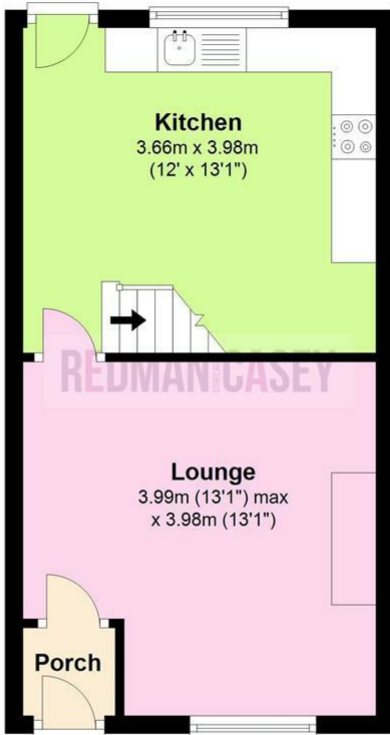 Kitchen
3.66m x 3.98m
(12' x 13'1")
REDMAN CASEY
Lounge
3.99m (13'1") max
x 3.98m (13'1")
Porch